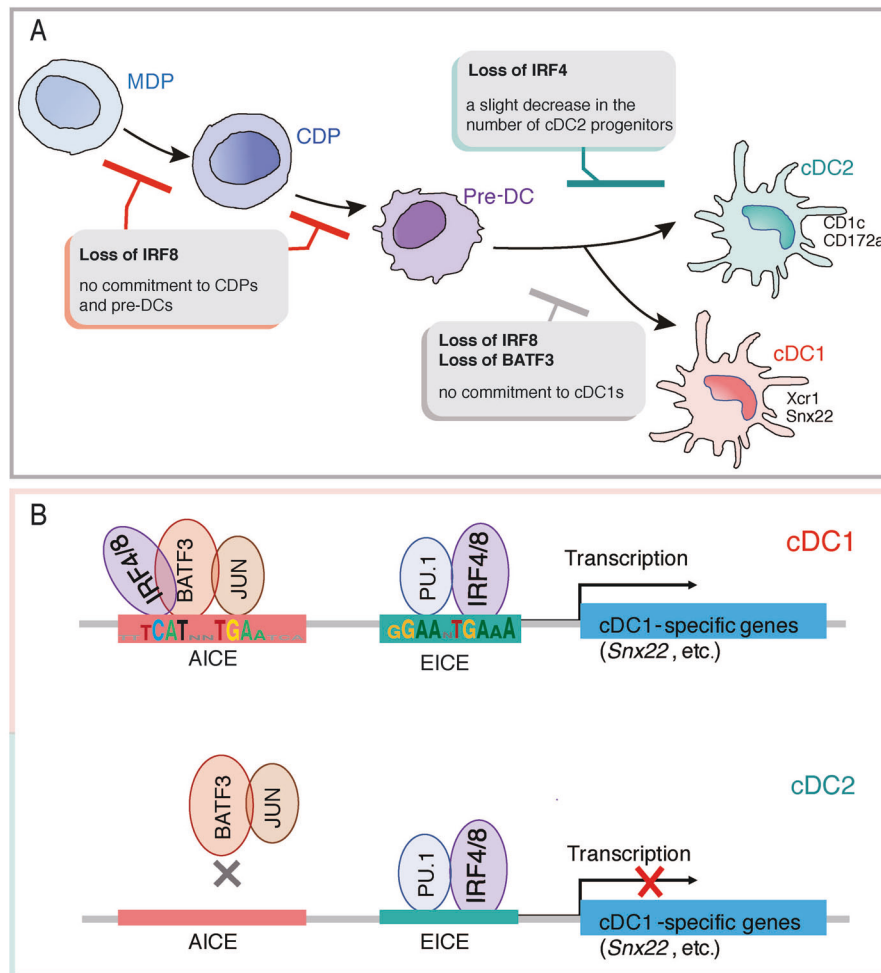 A
MDP
CDP
Pre-DC
Loss of IRF4
a slight decrease in the
number of cDC2 progenitors
cDC2
CD1c
CD172a
Loss of IRF8
no commitment to CDPs
and pre-DCs
Loss of IRF8
Loss of BATF3
no commitment to cDC1s
cDC1
Xcr1
Snx22
B
cDC1
IRF4/8
BATF3
JUN
PU.1
IRF4/8
Transcription
TCATNNTGAA
GGAANTGAAA
cDC1-specific genes
(Snx22, etc.)
AICE
EICE
cDC2
BATF3
JUN
PU.1
IRF4/8
Transcription
cDC1-specific genes
(Snx22, etc.)
AICE
EICE